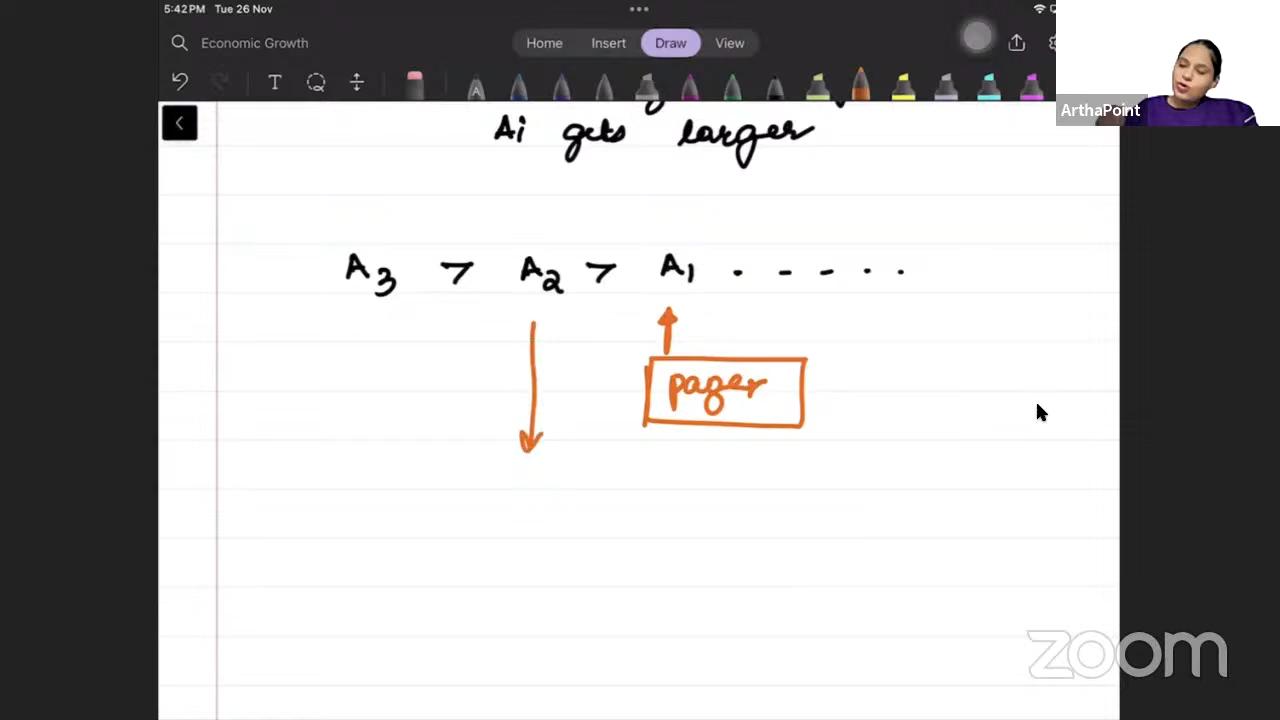 5:42 PM Tue 26 Nov
Economic Growth
Home Insert Draw View
T
A
ArthaPoint
Ai gets larger
A3 > A2 > A1 . - - . .
pager
zoom